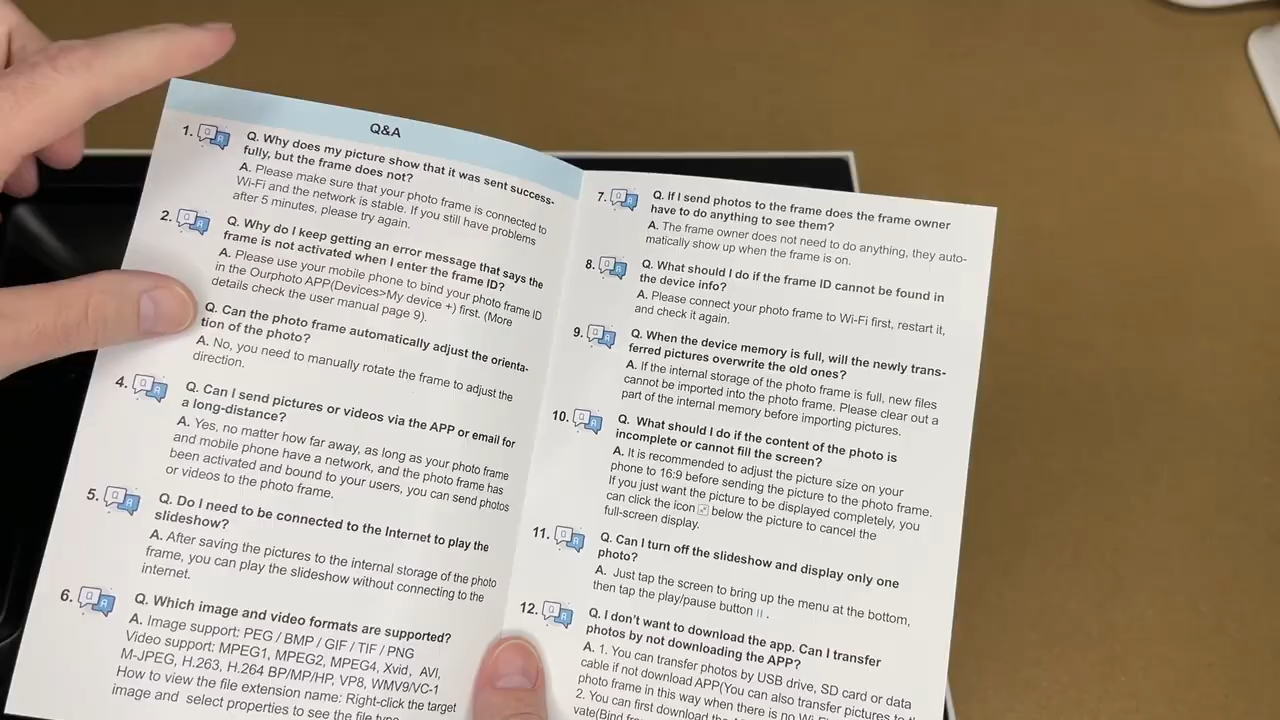 Q&A
1.
Q. Why does my picture show that it was sent success-
fully, but the frame does not?
A. Please make sure that your photo frame is connected to
Wi-Fi and the network is stable. If you still have problems
after 5 minutes, please try again.
2.
Q. Why do I keep getting an error message that says the
frame is not activated when I enter the frame ID?
A. Please use your mobile phone to bind your photo frame ID
in the Ourphoto APP(Devices>My device +) first. (More
details check the user manual page 9).
Q. Can the photo frame automatically adjust the orienta-
tion of the photo?
A. No, you need to manually rotate the frame to adjust the
direction.
4.
Q. Can I send pictures or videos via the APP or email for
a long-distance?
A. Yes, no matter how far away, as long as your photo frame
and mobile phone have a network, and the photo frame has
been activated and bound to your users, you can send photos
or videos to the photo frame.
5.
Q. Do I need to be connected to the Internet to play the
slideshow?
A. After saving the pictures to the internal storage of the photo
frame, you can play the slideshow without connecting to the
internet.
6.
Q. Which image and video formats are supported?
A. Image support: PEG / BMP / GIF / TIF / PNG
Video support: MPEG1, MPEG2, MPEG4, Xvid, AVI,
M-JPEG, H.263, H.264 BP/MP/HP, VP8, WMV9/VC-1
How to view the file extension name: Right-click the target
image and select properties to see the file
7.
Q. If I send photos to the frame does the frame owner
have to do anything to see them?
A. The frame owner does not need to do anything, they auto-
matically show up when the frame is on.
8.
Q. What should I do if the frame ID cannot be found in
the device info?
A. Please connect your photo frame to Wi-Fi first, restart it,
and check it again.
9.
Q. When the device memory is full, will the newly trans-
ferred pictures overwrite the old ones?
A. If the internal storage of the photo frame is full, new files
cannot be imported into the photo frame. Please clear out a
part of the internal memory before importing pictures.
10.
Q. What should I do if the content of the photo is
incomplete or cannot fill the screen?
A. It is recommended to adjust the picture size on your
phone to 16:9 before sending the picture to the photo frame.
If you just want the picture to be displayed completely, you
can click the icon below the picture to cancel the
full-screen display.
11.
Q. Can I turn off the slideshow and display only one
photo?
A. Just tap the screen to bring up the menu at the bottom,
then tap the play/pause button II .
12.
Q. I don't want to download the app. Can I transfer
photos by not downloading the APP?
A. 1. You can transfer photos by USB drive, SD card or data
cable if not download APP(You can also transfer pictures to
photo frame in this way when there is no
2. You can first download the